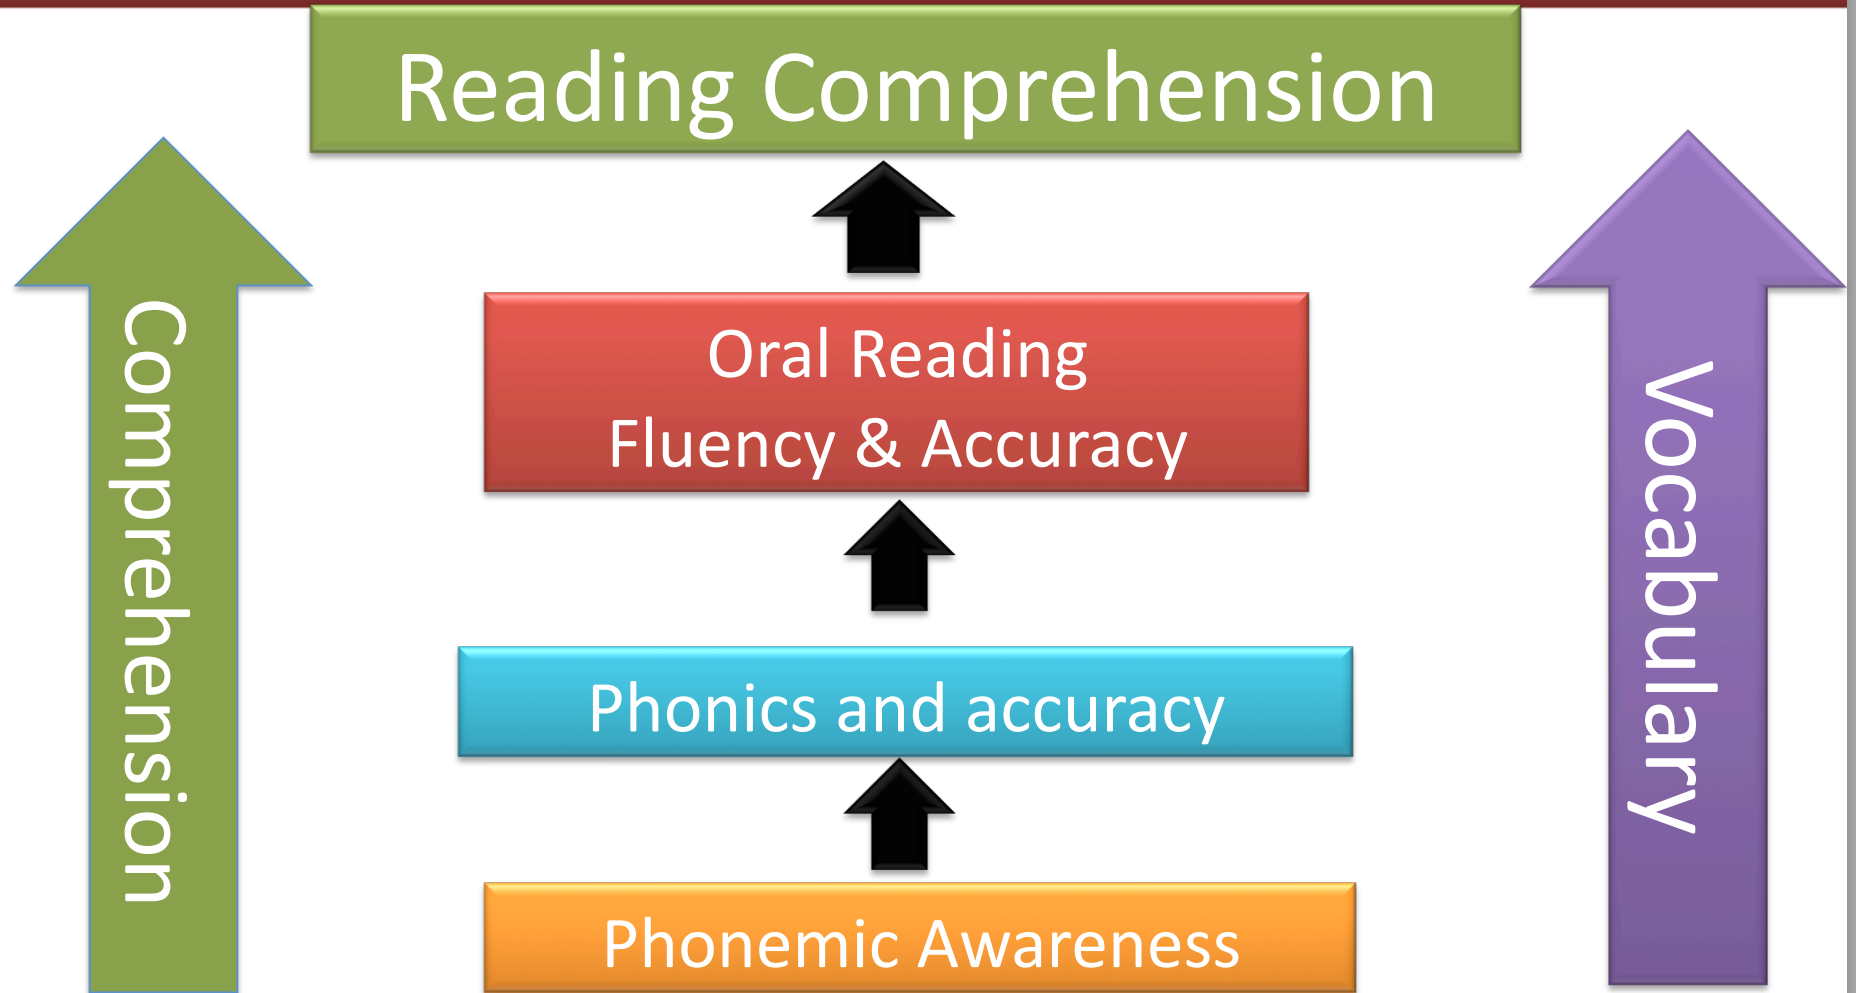 Reading Comprehension
Comprehension
Oral Reading
Fluency & Accuracy
Vocabulary
Phonics and accuracy
Phonemic Awareness